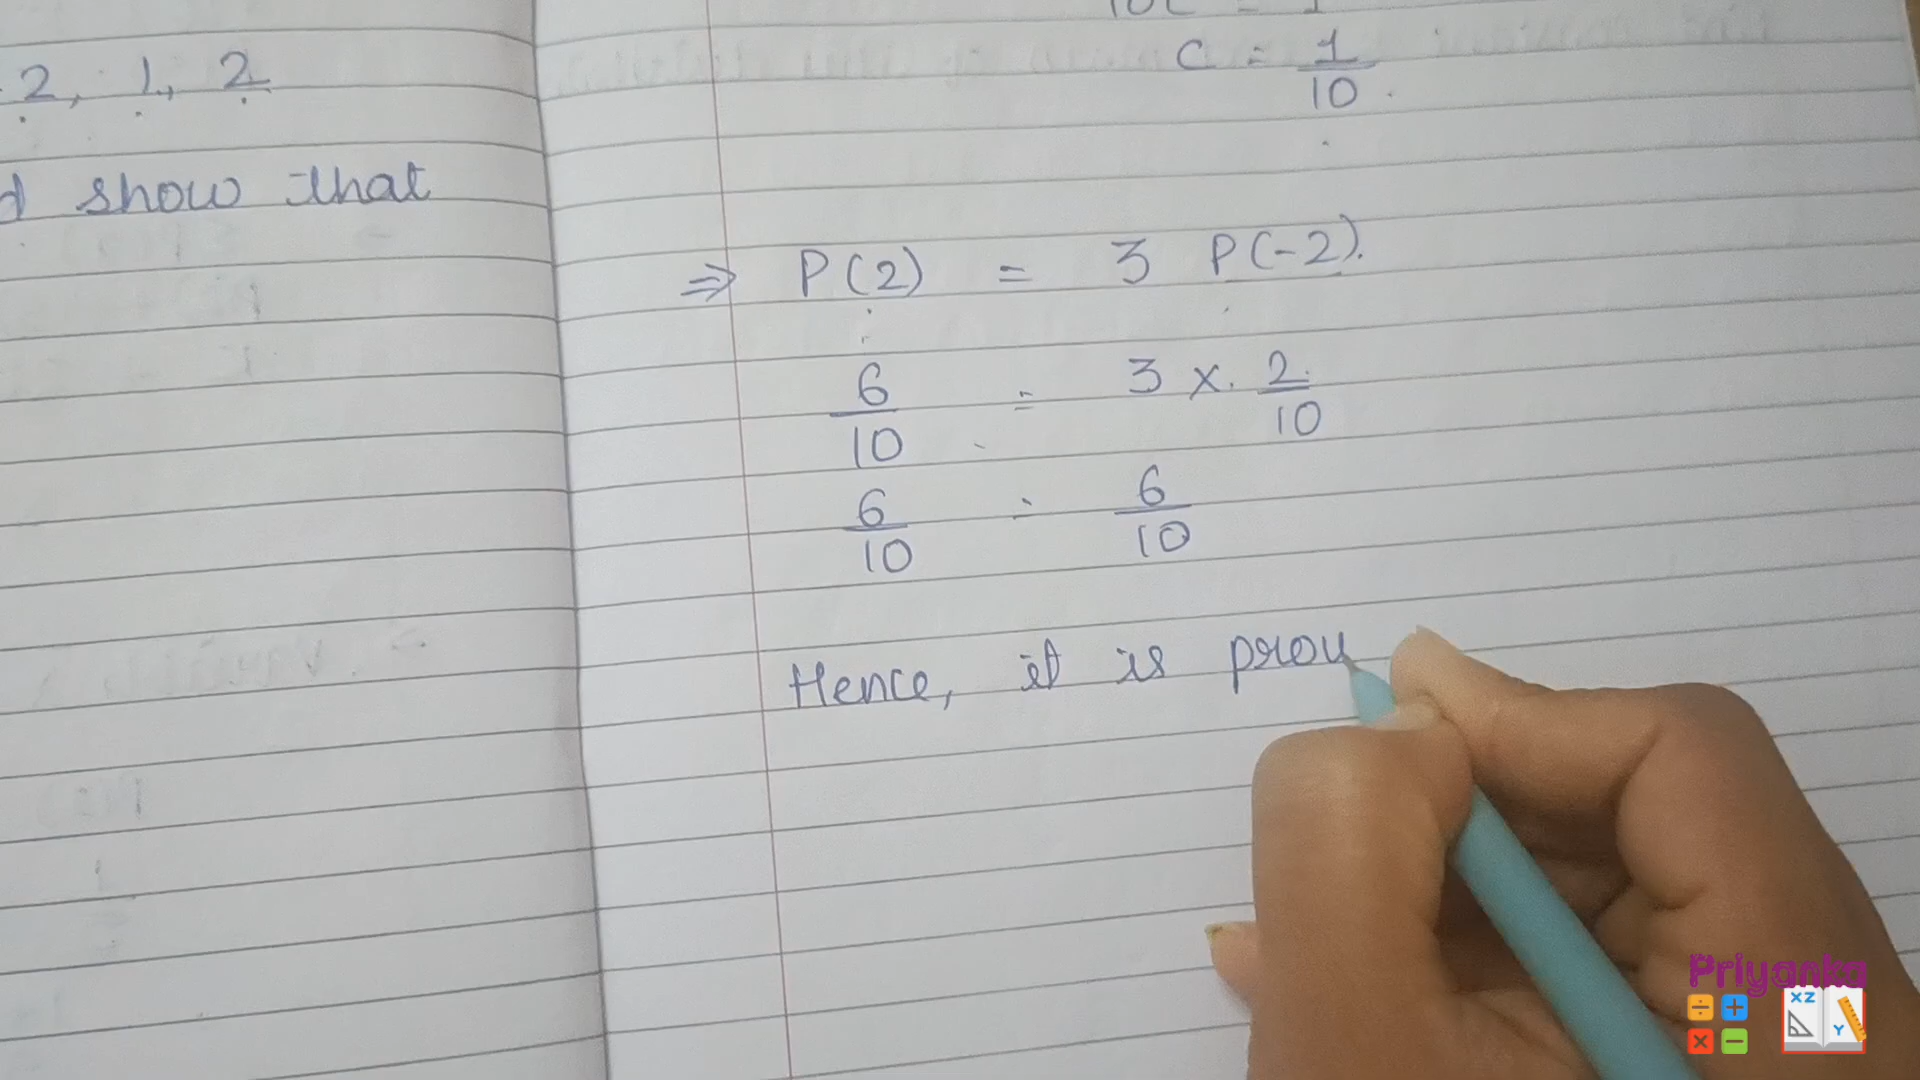 2, 1, 2
show that
C = 1/10.
⇒ P(2) = 3 P(-2).
6/10 = 3 x 2/10
6/10 = 6/10
Hence, it is prov
Priyanka
XZ
Y